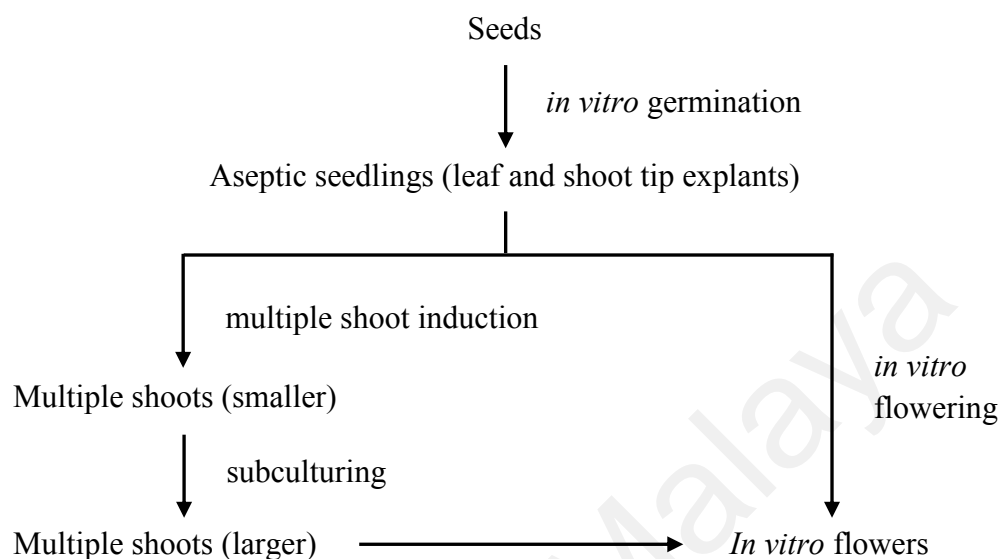 Seeds
in vitro germination
Aseptic seedlings (leaf and shoot tip explants)
multiple shoot induction
in vitro
flowering
Multiple shoots (smaller)
subculturing
Multiple shoots (larger)
In vitro flowers
Malaya